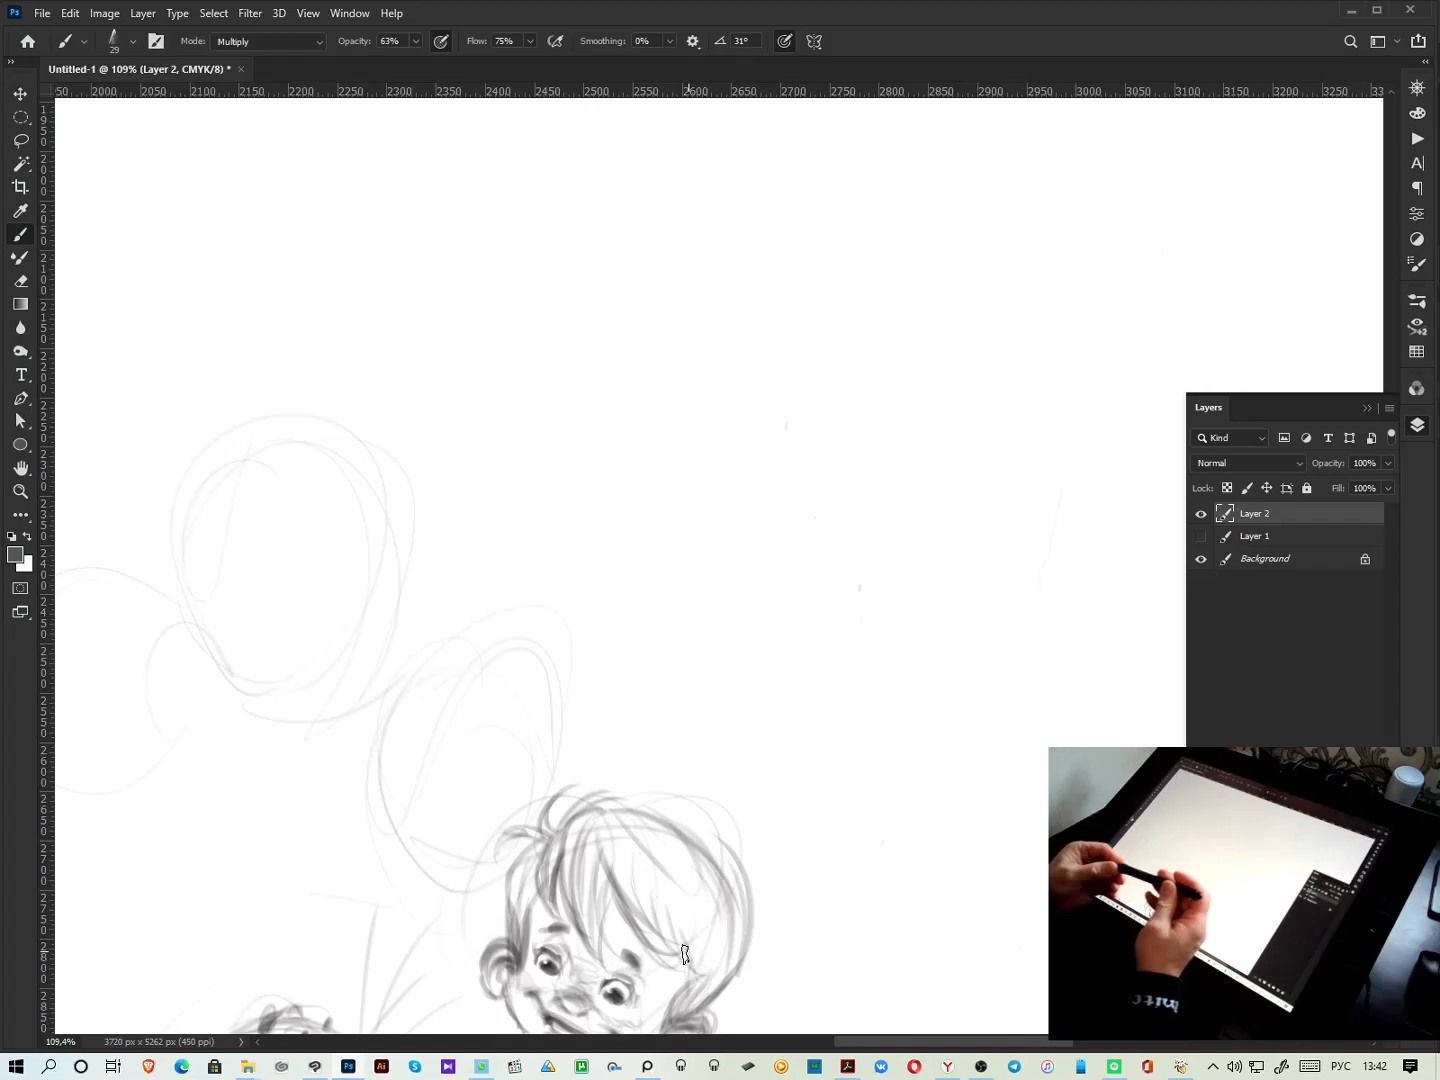 Ps File Edit Image Layer Type Select Filter 3D View Window Help
29 Mode: Multiply Opacity: 63% Flow: 75% Smoothing: 0% 31°
Untitled-1 @ 109% (Layer 2, CMYK/8) *
50 2000 2050 2100 2150 2200 2250 2300 2350 2400 2450 2500 2550 2600 2650 2700 2750 2800 2850 2900 2950 3000 3050 3100 3150 3200 3250 33
Layers
Kind
Normal Opacity: 100%
Lock: Fill: 100%
Layer 2
Layer 1
Background
109,4% 3720 px x 5262 px (450 ppi)
РУС 13:42